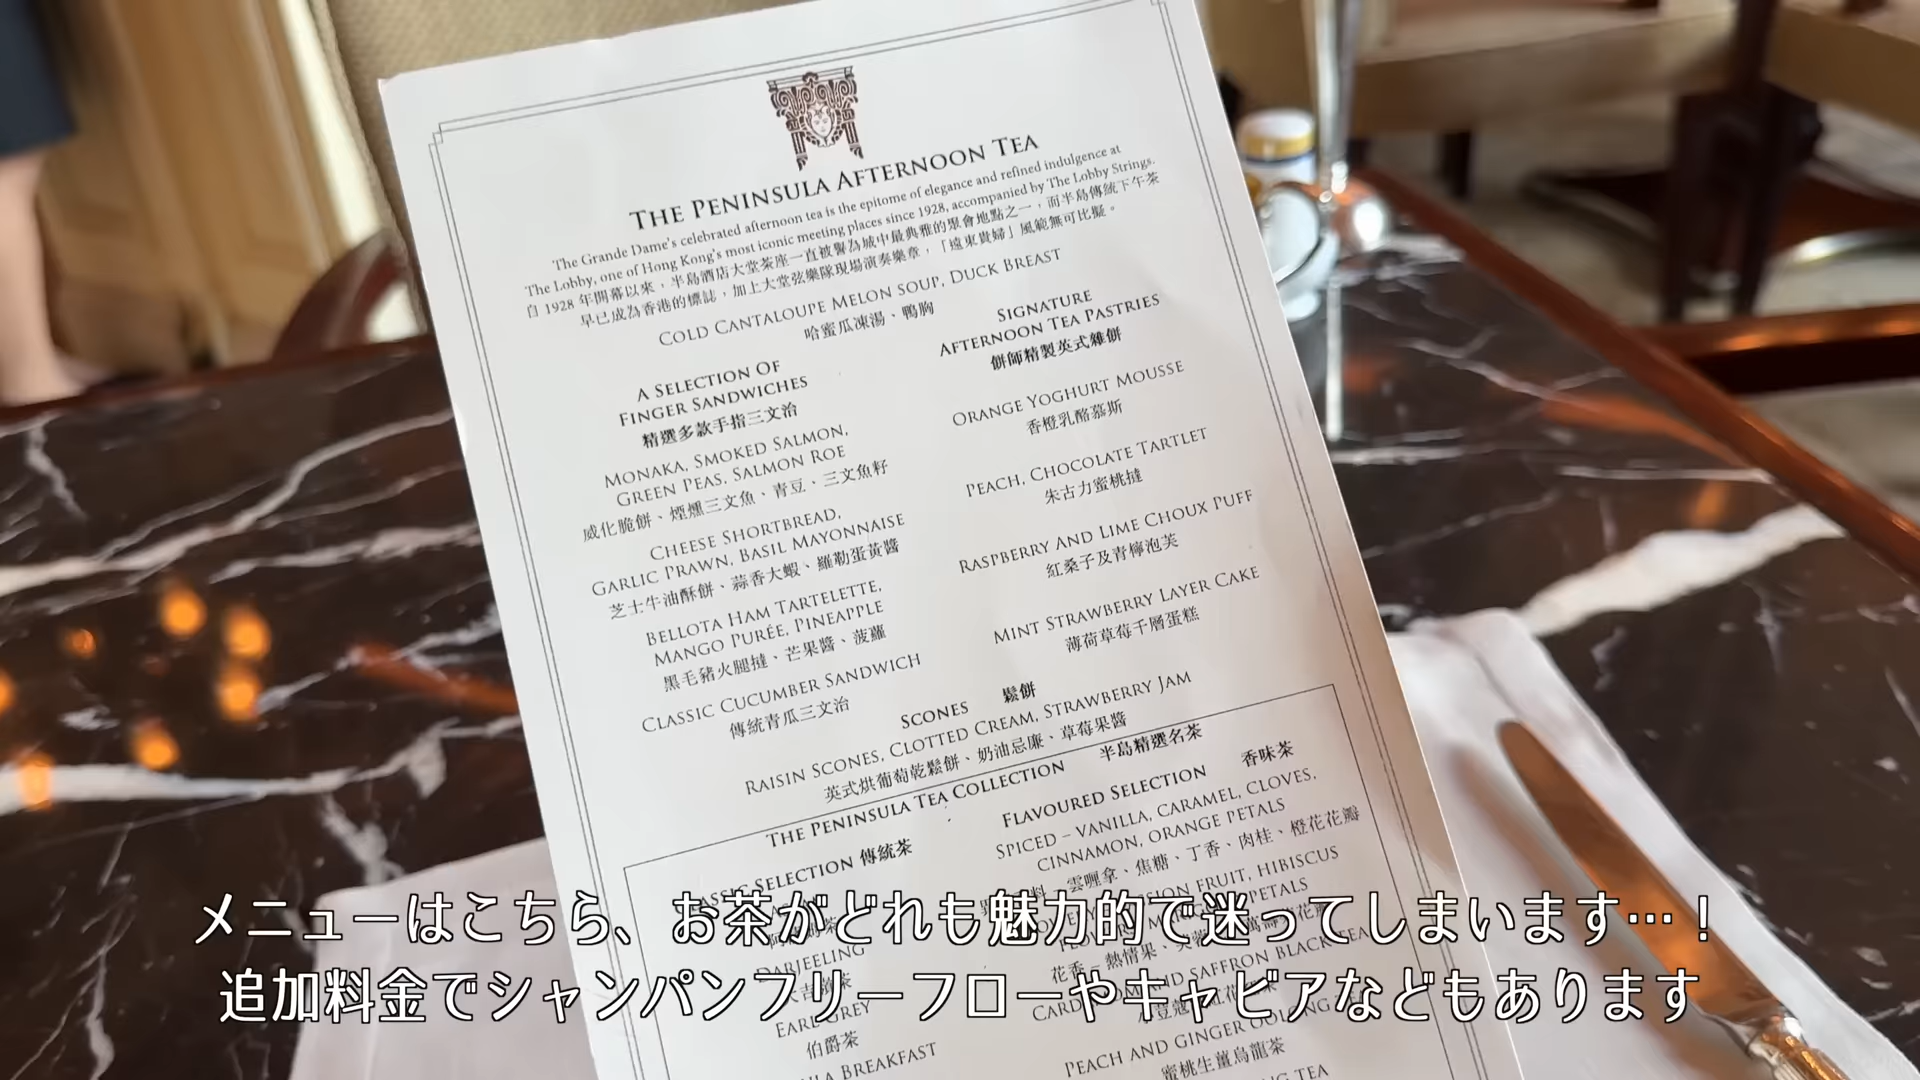 THE PENINSULA AFTERNOON TEA
The Grande Dame's celebrated afternoon tea is the epitome of elegance and refined indulgence at
The Lobby, one of Hong Kong's most iconic meeting places since 1928, accompanied by The Lobby Strings.
自 1928 年開幕以來，半島酒店大堂茶座一直被譽為城中最典雅的聚會地點之一，而半島傳統下午茶
早已成為香港的標誌，加上大堂弦樂隊現場演奏樂章，「遠東貴婦」風範無可比擬。
COLD CANTALOUPE MELON SOUP, DUCK BREAST
哈蜜瓜凍湯、鴨胸
A SELECTION OF
FINGER SANDWICHES
精選多款手指三文治
MONAKA, SMOKED SALMON,
GREEN PEAS, SALMON ROE
威化脆餅、煙燻三文魚、青豆、三文魚籽
CHEESE SHORTBREAD,
GARLIC PRAWN, BASIL MAYONNAISE
芝士牛油酥餅、蒜香大蝦、羅勒蛋黃醬
BELLOTA HAM TARTELETTE,
MANGO PURÉE, PINEAPPLE
黑毛豬火腿撻、芒果醬、菠蘿
CLASSIC CUCUMBER SANDWICH
傳統青瓜三文治
SIGNATURE
AFTERNOON TEA PASTRIES
餅師精製英式雜餅
ORANGE YOGHURT MOUSSE
香橙乳酪慕斯
PEACH, CHOCOLATE TARTLET
朱古力蜜桃撻
RASPBERRY AND LIME CHOUX PUFF
紅桑子及青檸泡芙
MINT STRAWBERRY LAYER CAKE
薄荷草莓千層蛋糕
SCONES 鬆餅
RAISIN SCONES, CLOTTED CREAM, STRAWBERRY JAM
英式烘葡萄乾鬆餅、奶油忌廉、草莓果醬
THE PENINSULA TEA COLLECTION 半島精選名茶
SELECTION 傳統茶
DARJEELING
EARL GREY
伯爵茶
BREAKFAST
FLAVOURED SELECTION 香味茶
SPICED – VANILLA, CARAMEL, CLOVES,
CINNAMON, ORANGE PETALS
雲喱拿、焦糖、丁香、肉桂、橙花花瓣
FRUIT, HIBISCUS
PETALS
花香 – 熱情果、
SAFFRON BLACK TEA
PEACH AND GINGER OOLONG TEA
蜜桃生薑烏龍茶
TEA
メニューはこちら、お茶がどれも魅力的で迷ってしまいます…！
追加料金でシャンパンフリーフローやキャビアなどもあります